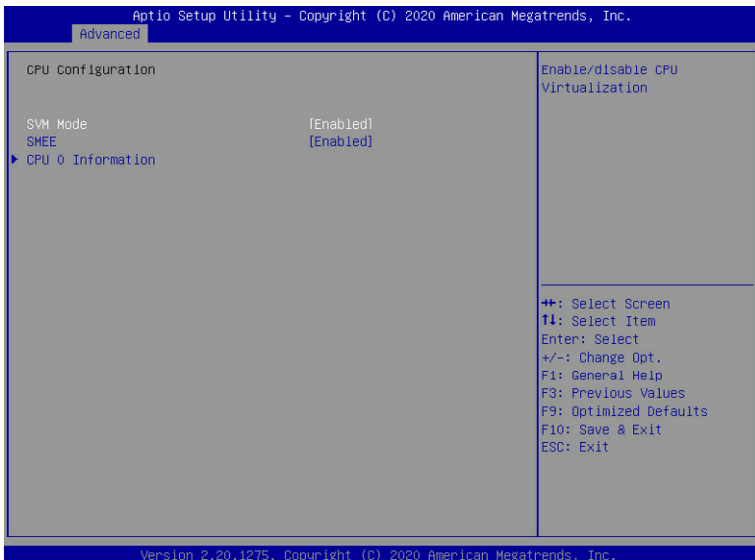 Aptio Setup Utility – Copyright (C) 2020 American Megatrends, Inc.
Advanced
CPU Configuration
SVM Mode [Enabled]
SMEE [Enabled]
CPU 0 Information
Enable/disable CPU
Virtualization
: Select Screen
↑↓: Select Item
Enter: Select
+/-: Change Opt.
F1: General Help
F3: Previous Values
F9: Optimized Defaults
F10: Save & Exit
ESC: Exit
Version 2.20.1275. Copyright (C) 2020 American Megatrends, Inc.